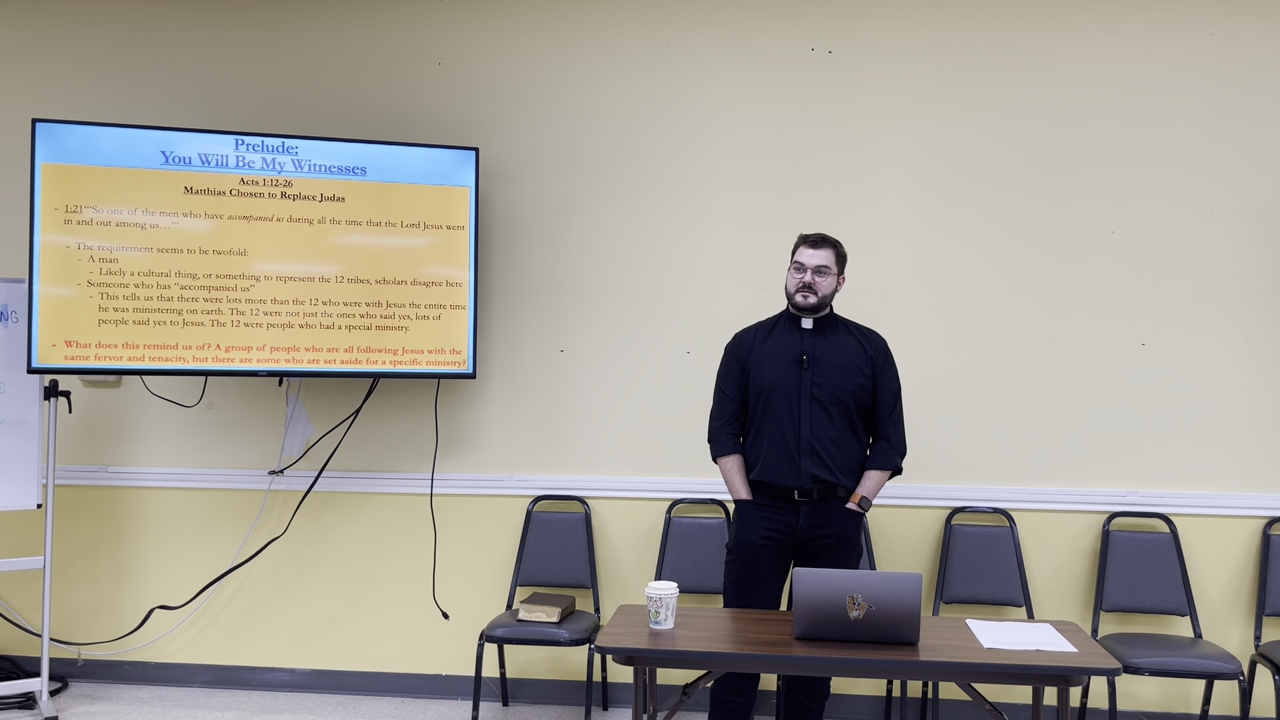 Prelude:
You Will Be My Witnesses
Acts 1:12-26
Matthias Chosen to Replace Judas
- 1:21 "'So one of the men who have accompanied us during all the time that the Lord Jesus went
in and out among us…'"
- The requirement seems to be twofold:
- A man
- Likely a cultural thing, or something to represent the 12 tribes, scholars disagree here
- Someone who has "accompanied us"
- This tells us that there were lots more than the 12 who were with Jesus the entire time
he was ministering on earth. The 12 were not just the ones who said yes, lots of
people said yes to Jesus. The 12 were people who had a special ministry.
- What does this remind us of? A group of people who are all following Jesus with the
same fervor and tenacity, but there are some who are set aside for a specific ministry?
NG